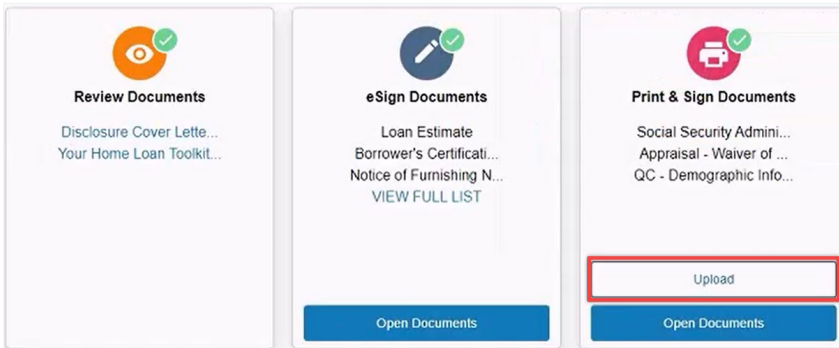 Review Documents
Disclosure Cover Lette...
Your Home Loan Toolkit...
eSign Documents
Loan Estimate
Borrower's Certificati...
Notice of Furnishing N...
VIEW FULL LIST
Open Documents
Print & Sign Documents
Social Security Admini...
Appraisal - Waiver of ...
QC - Demographic Info...
Upload
Open Documents